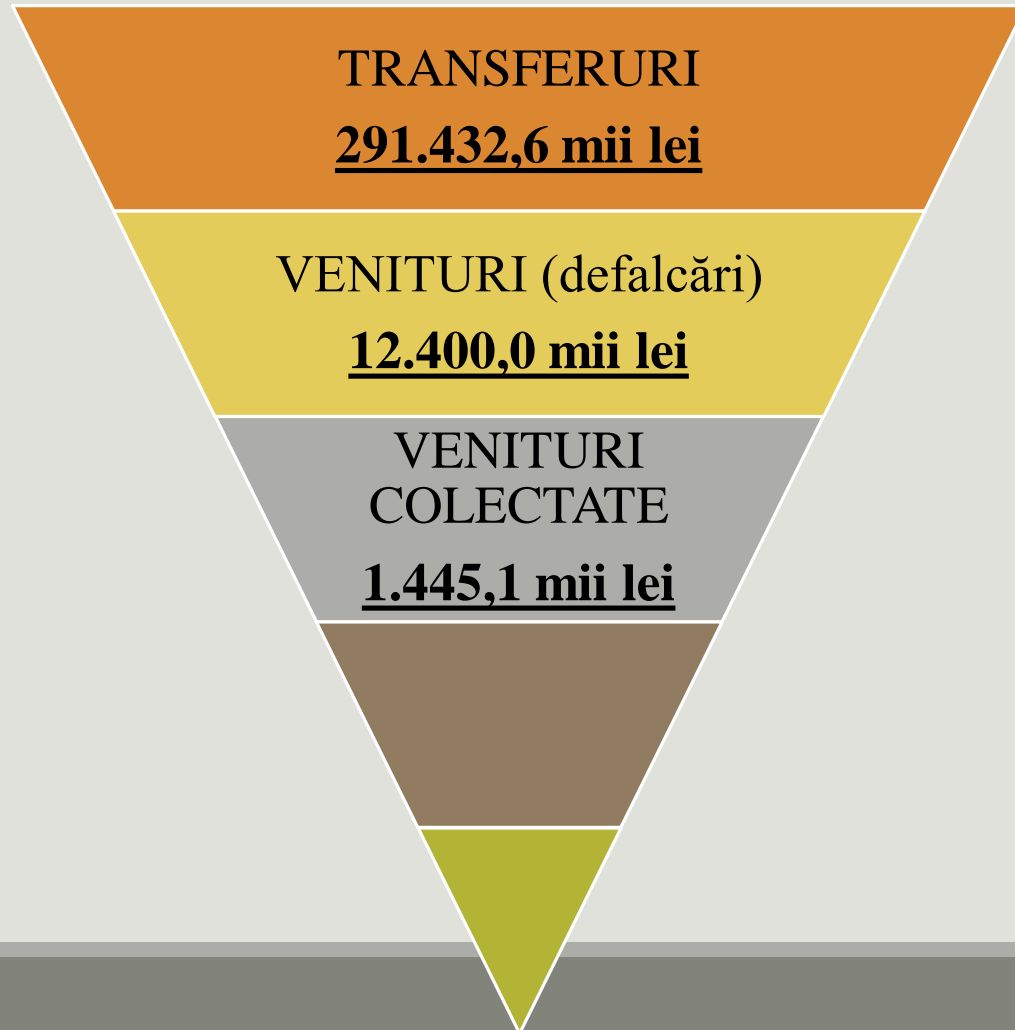 TRANSFERURI
291.432,6 mii lei
VENITURI (defalcări)
12.400,0 mii lei
VENITURI
COLECTATE
1.445,1 mii lei